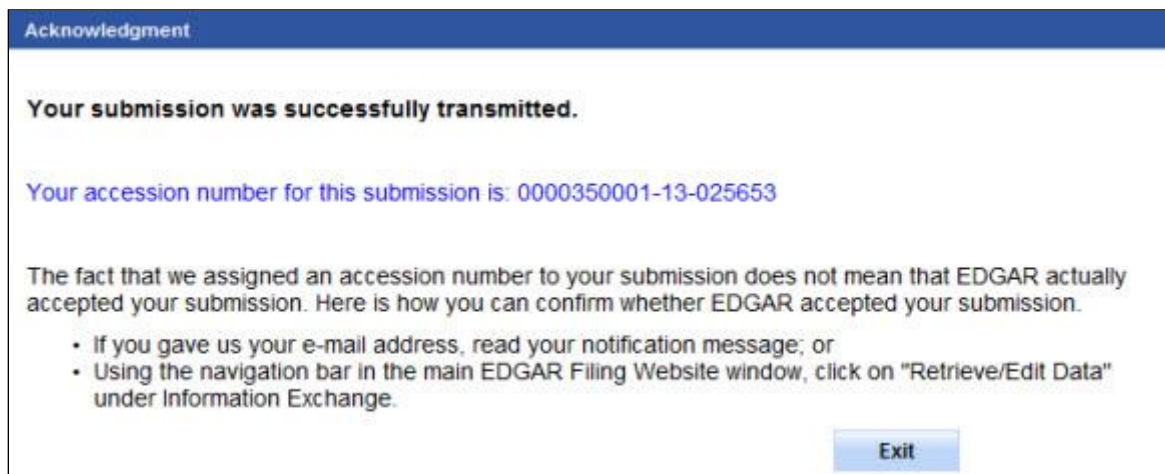 Acknowledgment
Your submission was successfully transmitted.
Your accession number for this submission is: 0000350001-13-025653
The fact that we assigned an accession number to your submission does not mean that EDGAR actually
accepted your submission. Here is how you can confirm whether EDGAR accepted your submission.
• If you gave us your e-mail address, read your notification message; or
• Using the navigation bar in the main EDGAR Filing Website window, click on "Retrieve/Edit Data"
under Information Exchange.
Exit